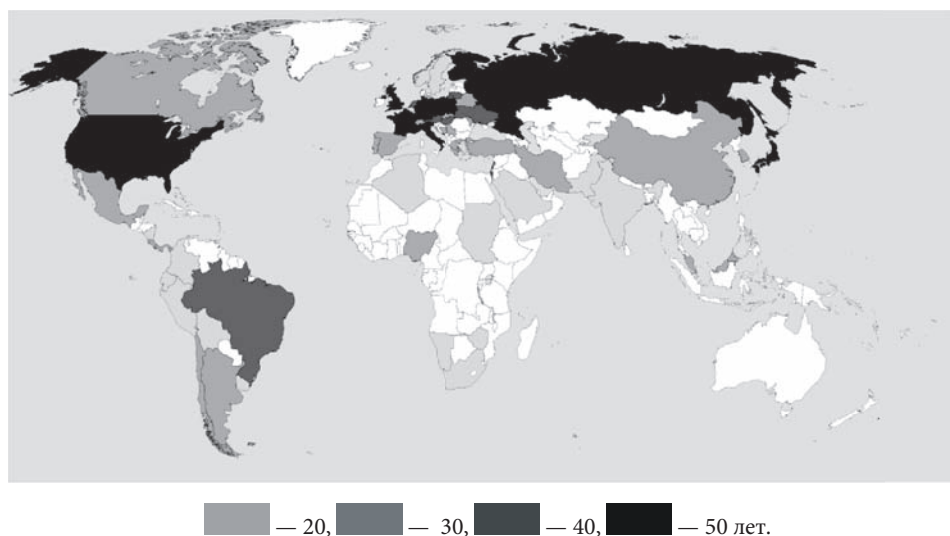 — 20, — 30, — 40, — 50 лет.